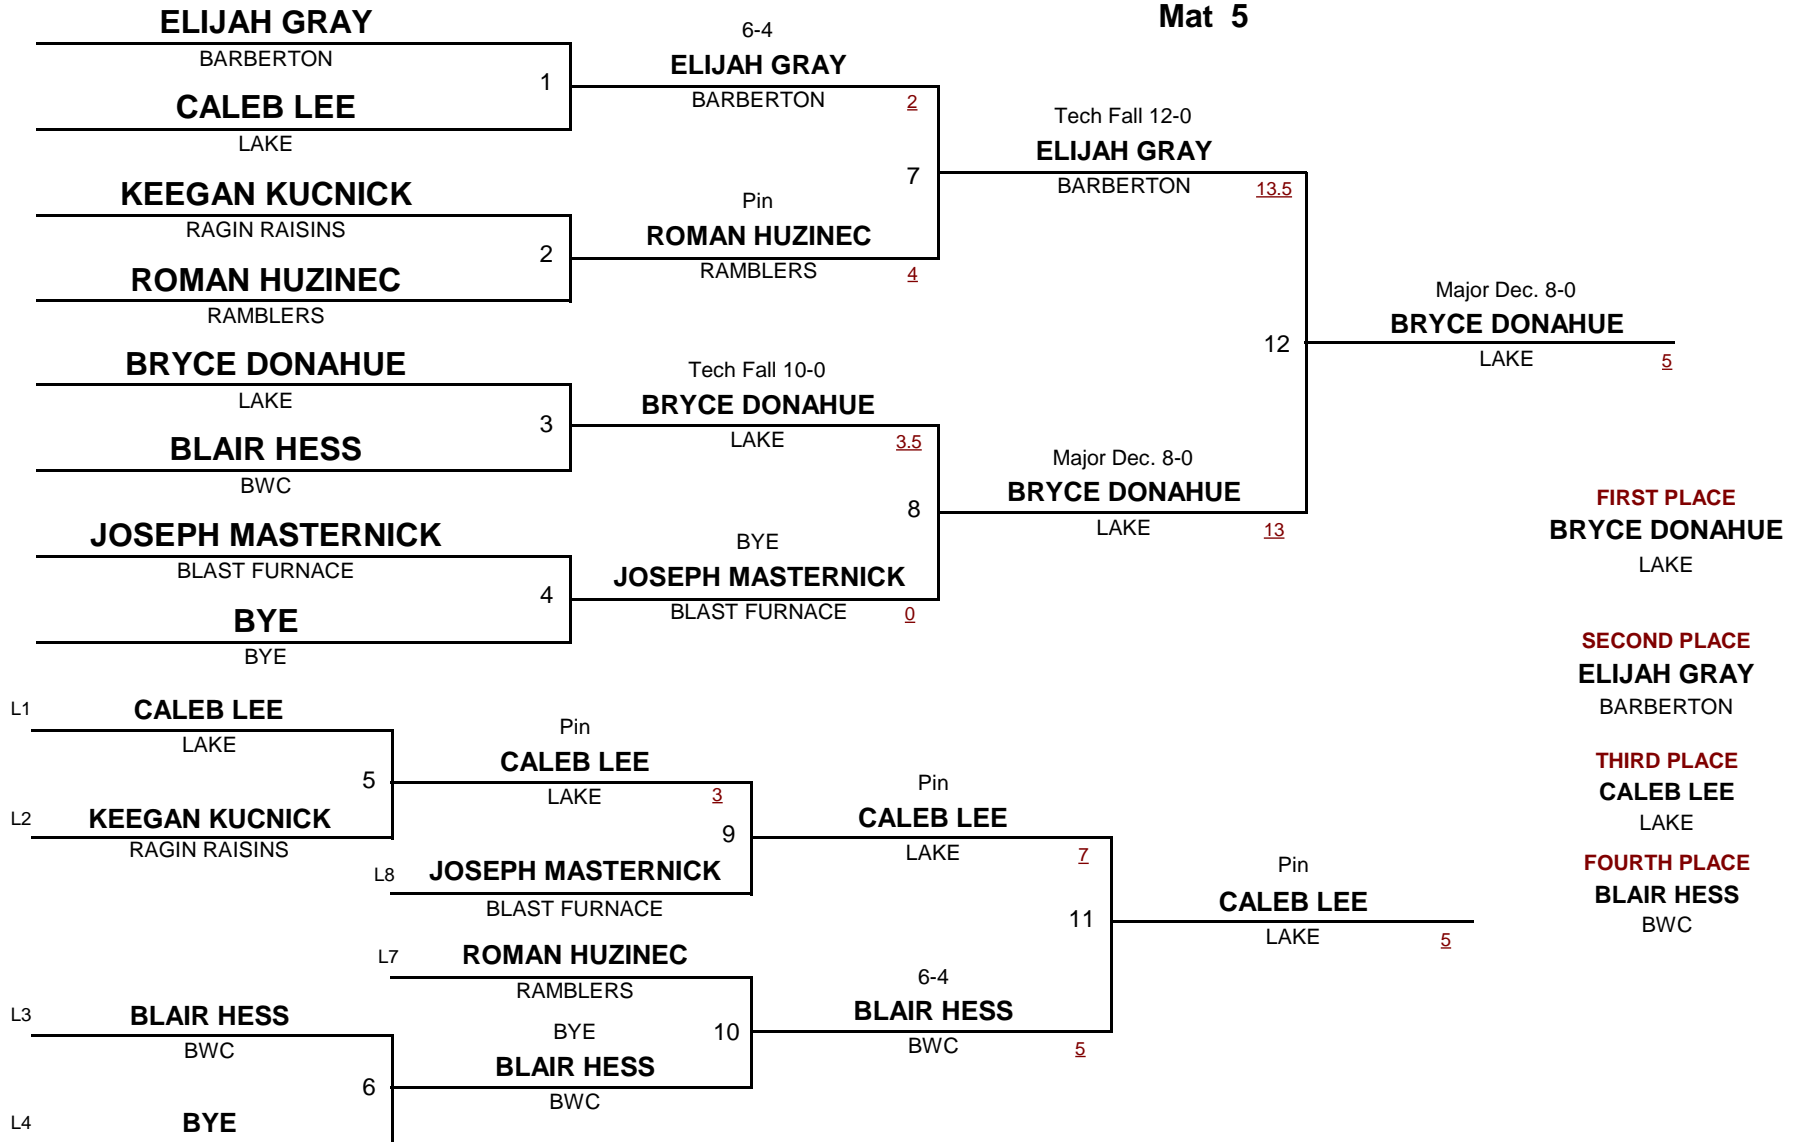 Mat 5
ELIJAH GRAY
BARBERTON
1
CALEB LEE
LAKE
KEEGAN KUCNICK
RAGIN RAISINS
2
ROMAN HUZINEC
RAMBLERS
BRYCE DONAHUE
LAKE
3
BLAIR HESS
BWC
JOSEPH MASTERNICK
BLAST FURNACE
4
BYE
BYE
6-4
ELIJAH GRAY
BARBERTON 2
7
Pin
ROMAN HUZINEC
RAMBLERS 4
Tech Fall 10-0
BRYCE DONAHUE
LAKE 3.5
8
BYE
JOSEPH MASTERNICK
BLAST FURNACE 0
Tech Fall 12-0
ELIJAH GRAY
BARBERTON 13.5
12
Major Dec. 8-0
BRYCE DONAHUE
LAKE 13
Major Dec. 8-0
BRYCE DONAHUE
LAKE 5
FIRST PLACE
BRYCE DONAHUE
LAKE
SECOND PLACE
ELIJAH GRAY
BARBERTON
THIRD PLACE
CALEB LEE
LAKE
FOURTH PLACE
BLAIR HESS
BWC
L1 CALEB LEE
LAKE
5
L2 KEEGAN KUCNICK
RAGIN RAISINS
L3 BLAIR HESS
BWC
6
L4 BYE
Pin
CALEB LEE
LAKE 3
9
L8 JOSEPH MASTERNICK
BLAST FURNACE
L7 ROMAN HUZINEC
RAMBLERS
10
BYE
BLAIR HESS
BWC
Pin
CALEB LEE
LAKE 7
11
6-4
BLAIR HESS
BWC 5
Pin
CALEB LEE
LAKE 5